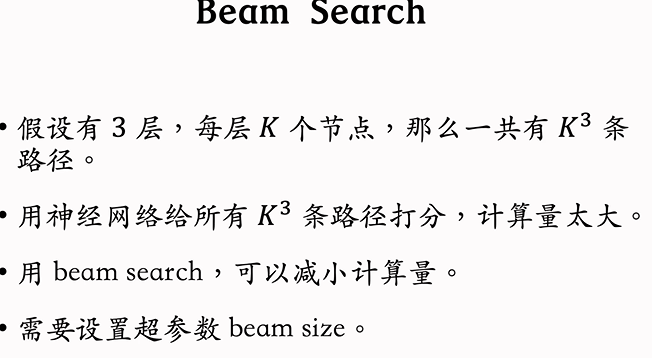 Beam Search
• 假设有 3 层，每层 K 个节点，那么一共有 K³ 条
路径。
• 用神经网络给所有 K³ 条路径打分，计算量太大。
• 用 beam search，可以减小计算量。
• 需要设置超参数 beam size。